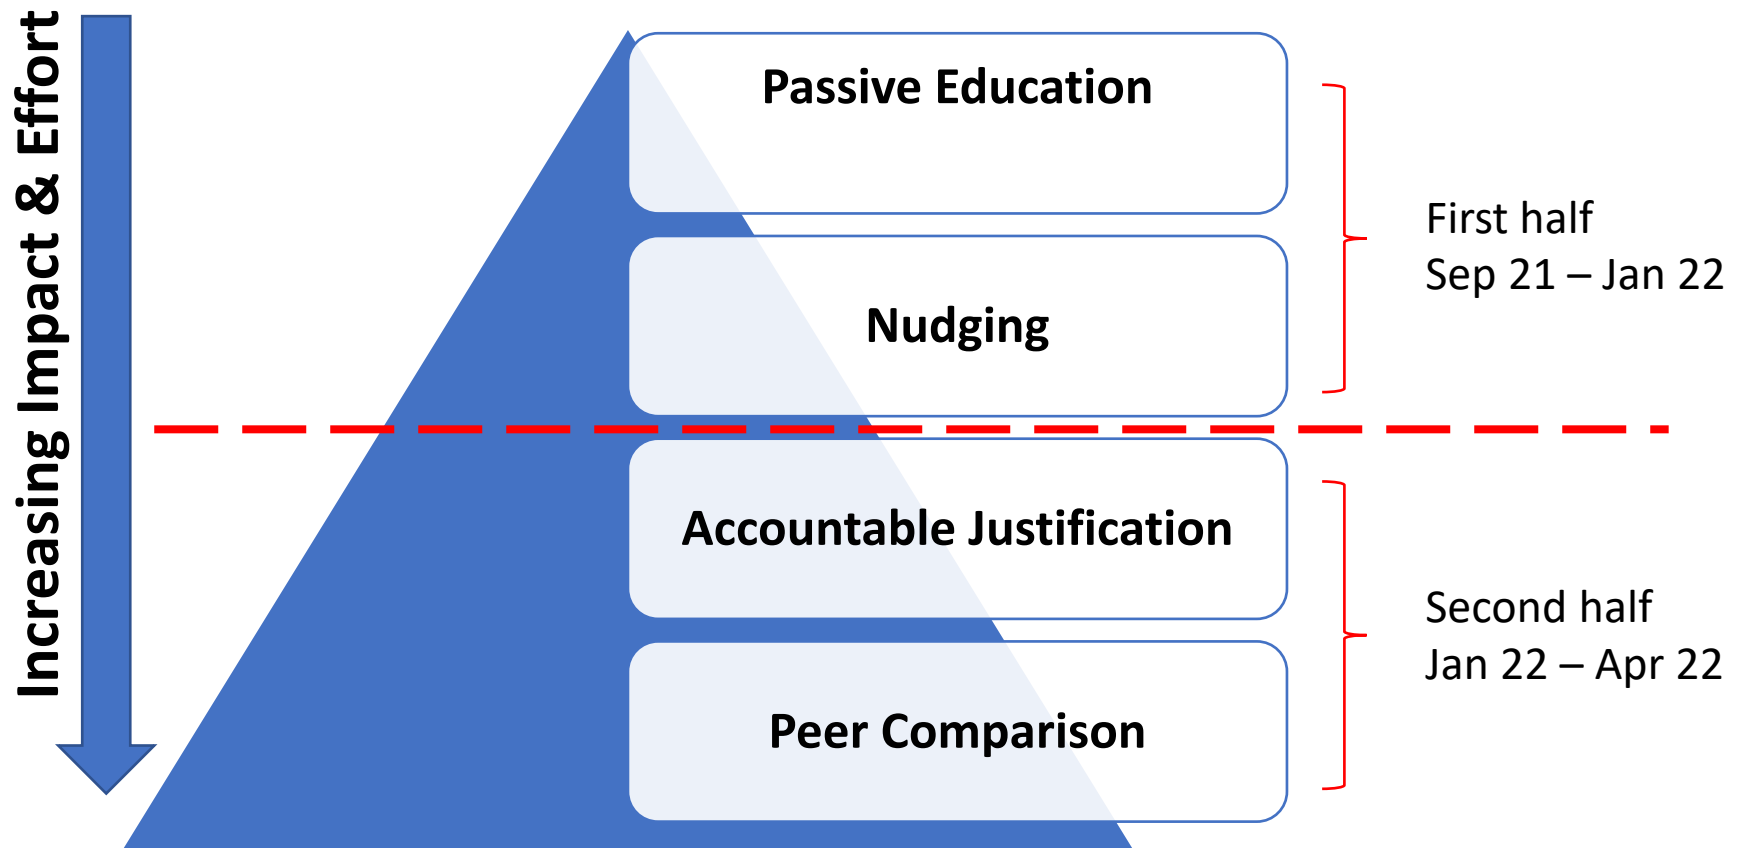 Increasing Impact & Effort
Passive Education
Nudging
First half
Sep 21 – Jan 22
Accountable Justification
Peer Comparison
Second half
Jan 22 – Apr 22